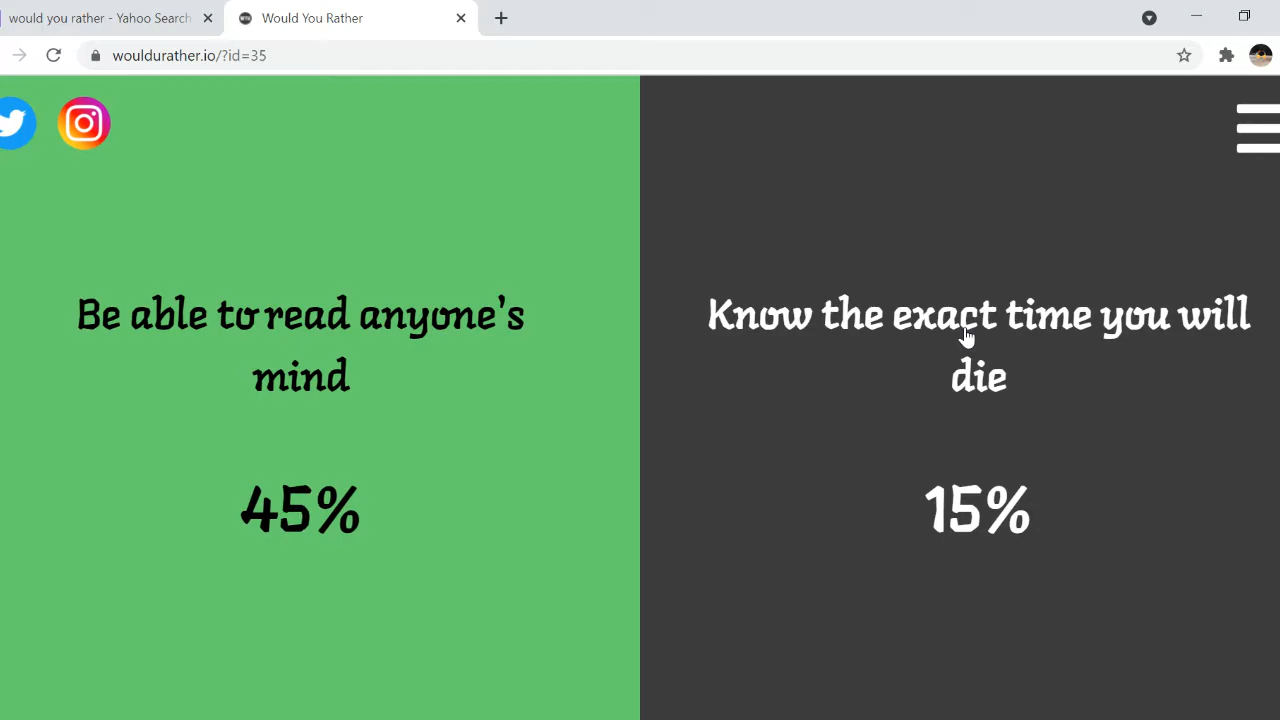 would you rather - Yahoo Search
Would You Rather
wouldurather.io/?id=35
Be able to read anyone's
mind
45%
Know the exact time you will
die
15%